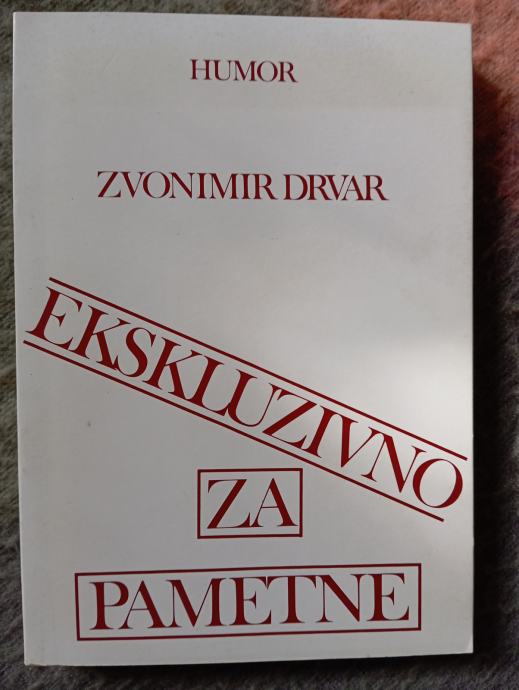 HUMOR
ZVONIMIR DRVAR
EKSKLUZIVNO
ZA
PAMETNE